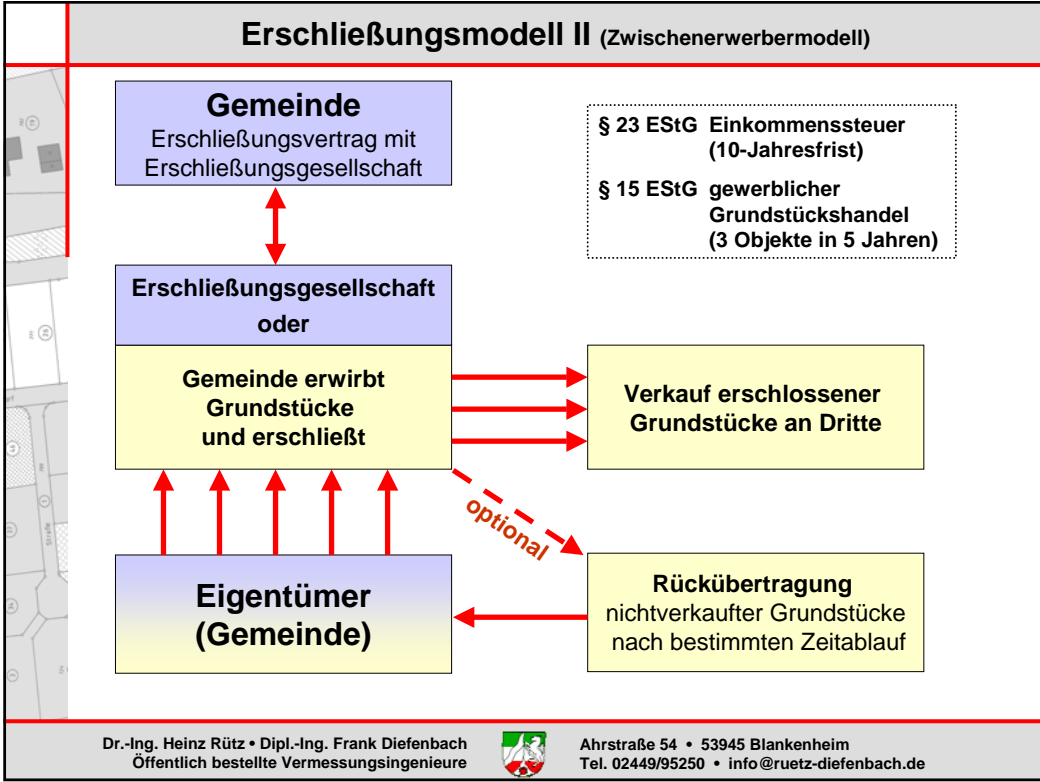 Erschließungsmodell II (Zwischenerwerbermodell)
Gemeinde
Erschließungsvertrag mit
Erschließungsgesellschaft
§ 23 EStG Einkommenssteuer
(10-Jahresfrist)
§ 15 EStG gewerblicher
Grundstückshandel
(3 Objekte in 5 Jahren)
Erschließungsgesellschaft
oder
Gemeinde erwirbt
Grundstücke
und erschließt
Verkauf erschlossener
Grundstücke an Dritte
optional
Eigentümer
(Gemeinde)
Rückübertragung
nichtverkaufter Grundstücke
nach bestimmten Zeitablauf
Dr.-Ing. Heinz Rütz • Dipl.-Ing. Frank Diefenbach
Öffentlich bestellte Vermessungsingenieure
Ahrstraße 54 • 53945 Blankenheim
Tel. 02449/95250 • info@ruetz-diefenbach.de